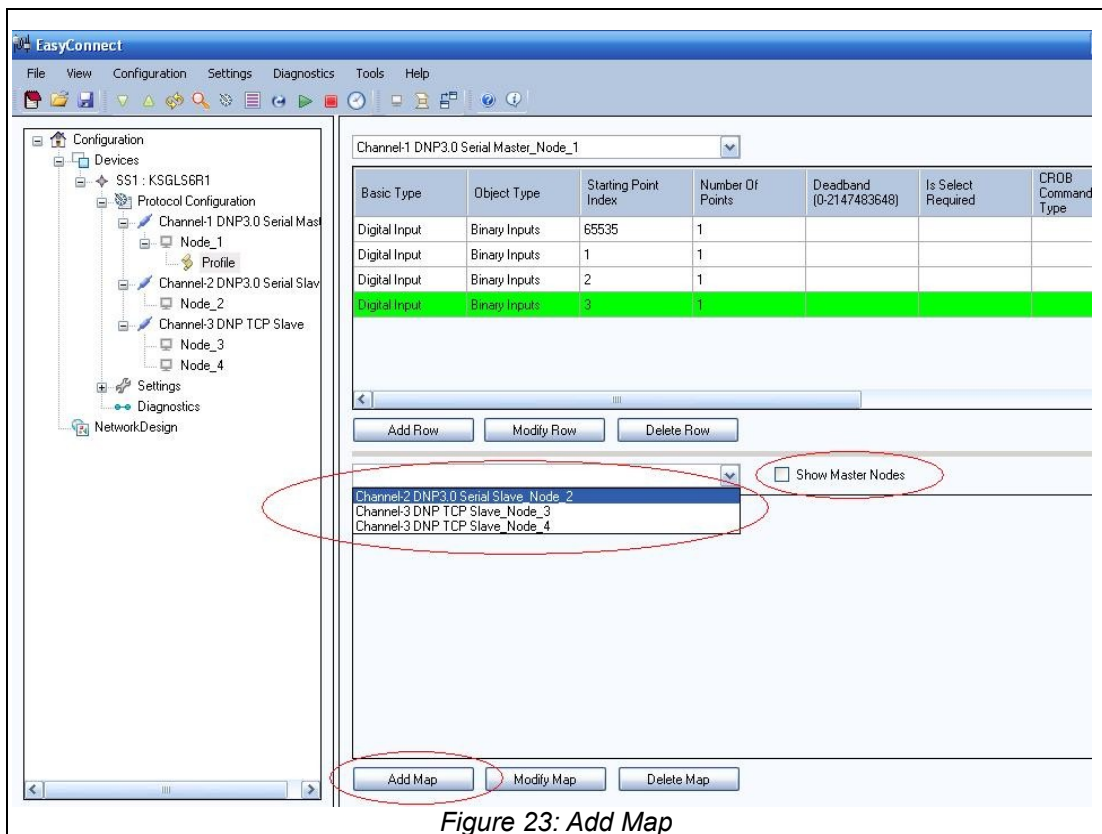 EasyConnect
File View Configuration Settings Diagnostics Tools Help
Configuration
Devices
SS1 : KSGLS6R1
Protocol Configuration
Channel-1 DNP3.0 Serial Mast
Node_1
Profile
Channel-2 DNP3.0 Serial Slav
Node_2
Channel-3 DNP TCP Slave
Node_3
Node_4
Settings
Diagnostics
NetworkDesign
Channel-1 DNP3.0 Serial Master_Node_1
Basic Type Object Type Starting Point Index Number Of Points Deadband (0-2147483648) Is Select Required CROB Command Type
Digital Input Binary Inputs 65535 1
Digital Input Binary Inputs 1 1
Digital Input Binary Inputs 2 1
Digital Input Binary Inputs 3 1
Add Row Modify Row Delete Row
Show Master Nodes
Channel-2 DNP3.0 Serial Slave_Node_2
Channel-3 DNP TCP Slave_Node_3
Channel-3 DNP TCP Slave_Node_4
Add Map Modify Map Delete Map
Figure 23: Add Map